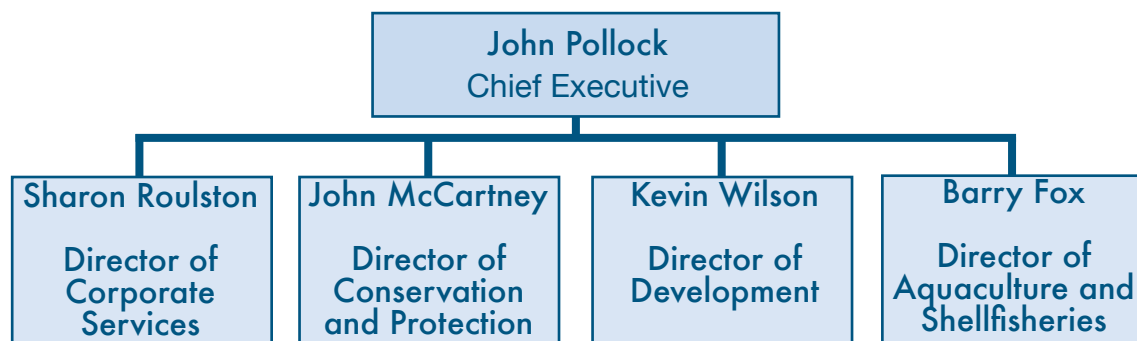 John Pollock
Chief Executive
Sharon Roulston
Director of
Corporate
Services
John McCartney
Director of
Conservation
and Protection
Kevin Wilson
Director of
Development
Barry Fox
Director of
Aquaculture and
Shellfisheries